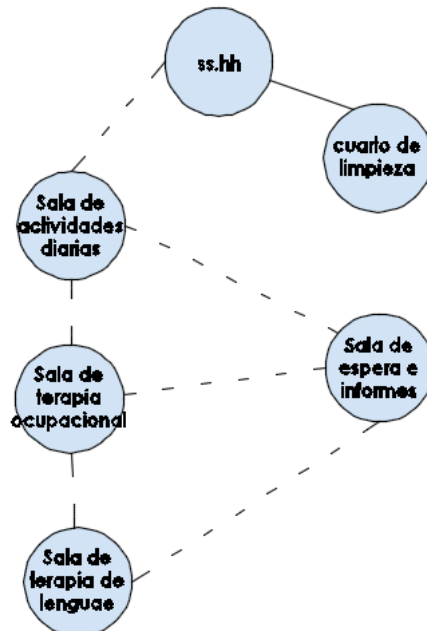 ss.hh
cuarto de
limpieza
Sala de
actividades
diarias
Sala de
espera e
informes
Sala de
terapia
ocupacional
Sala de
terapia de
lenguae